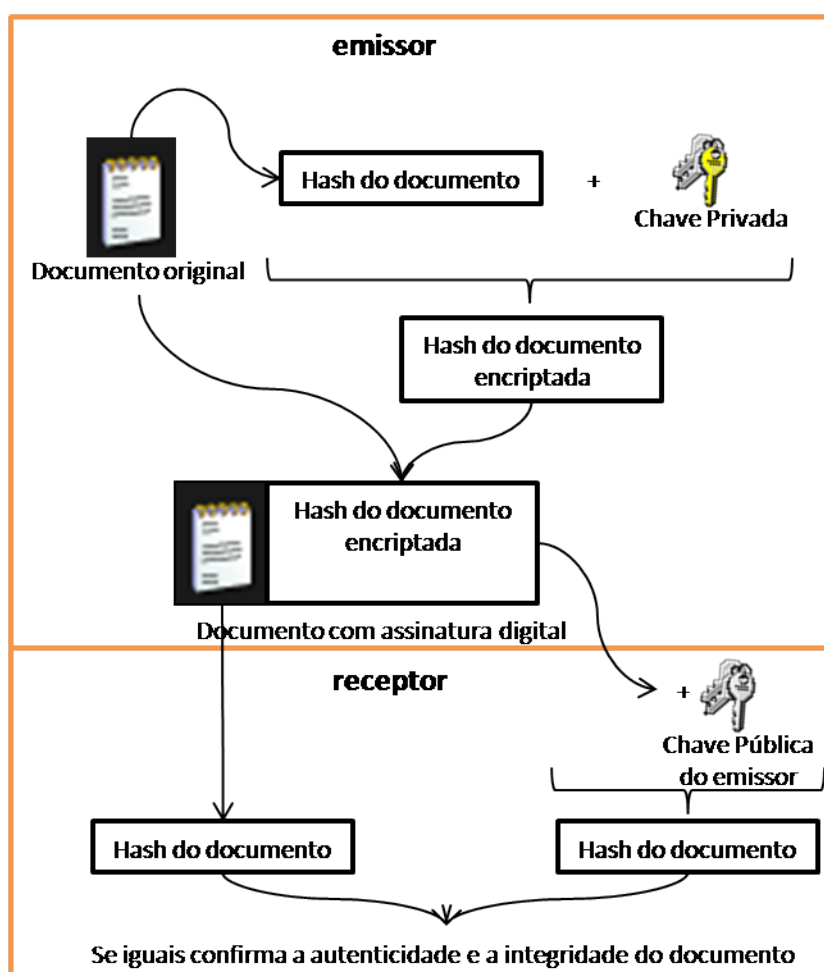 emissor
Hash do documento
+
Chave Privada
Documento original
Hash do documento
encriptada
Hash do documento
encriptada
Documento com assinatura digital
receptor
+
Chave Pública
do emissor
Hash do documento
Hash do documento
Se iguais confirma a autenticidade e a integridade do documento